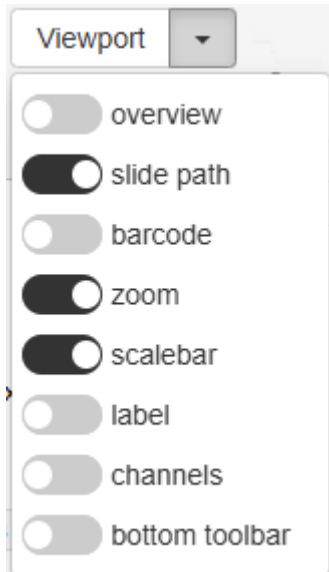 Viewport
overview
slide path
barcode
zoom
scalebar
label
channels
bottom toolbar